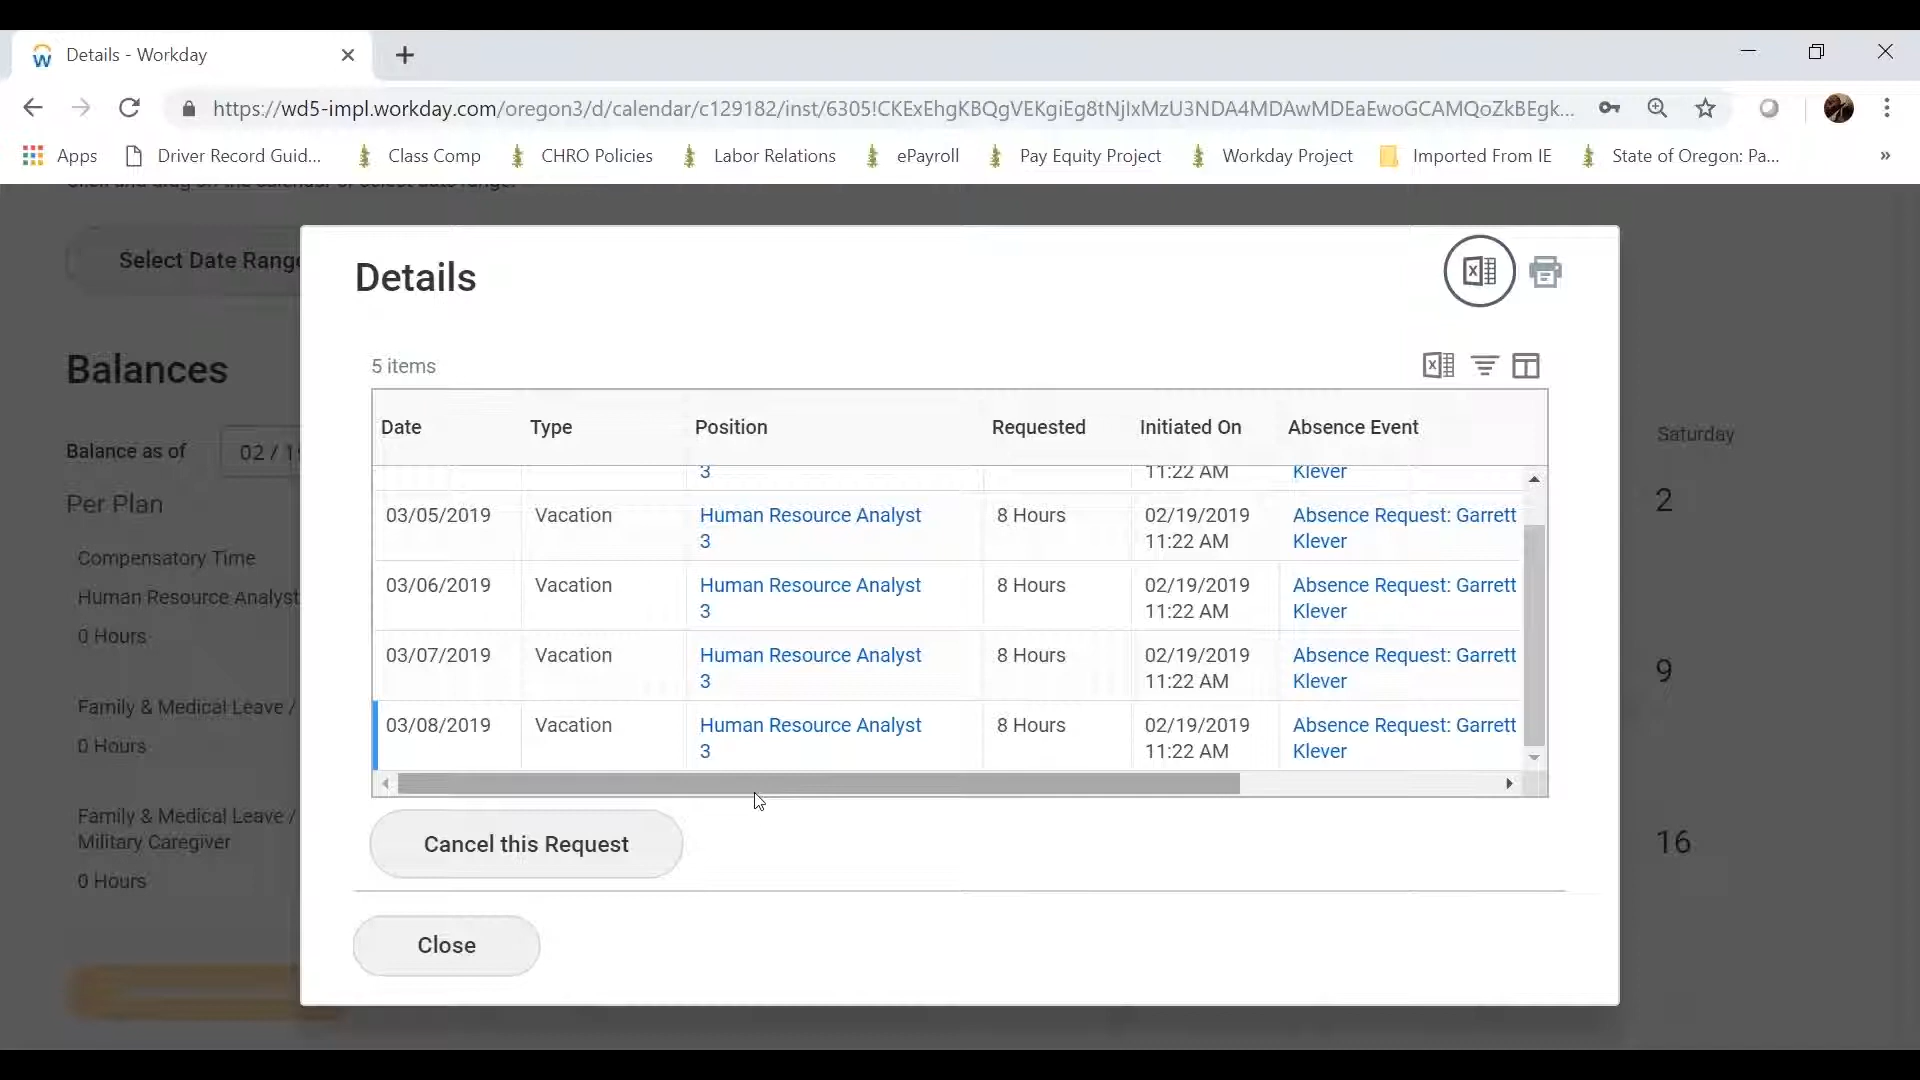 Details - Workday
https://wd5-impl.workday.com/oregon3/d/calendar/c129182/inst/6305!CKExEhgKBQgVEKgiEg8tNjIxMzU3NDA4MDAwMDEaEwoGCAMQoZkBEgk...
Apps Driver Record Guid... Class Comp CHRO Policies Labor Relations ePayroll Pay Equity Project Workday Project Imported From IE State of Oregon: Pa... »
Select Date Range
Details
Balances
5 items
Date Type Position Requested Initiated On Absence Event
Saturday
Balance as of 02 / 19
3 11:22 AM Klever
Per Plan
2
03/05/2019 Vacation Human Resource Analyst 8 Hours 02/19/2019 Absence Request: Garrett
3 11:22 AM Klever
Compensatory Time
03/06/2019 Vacation Human Resource Analyst 8 Hours 02/19/2019 Absence Request: Garrett
Human Resource Analyst
3 11:22 AM Klever
0 Hours
03/07/2019 Vacation Human Resource Analyst 8 Hours 02/19/2019 Absence Request: Garrett
9
3 11:22 AM Klever
Family & Medical Leave /
03/08/2019 Vacation Human Resource Analyst 8 Hours 02/19/2019 Absence Request: Garrett
0 Hours
3 11:22 AM Klever
Family & Medical Leave /
Military Caregiver
0 Hours
Cancel this Request
16
Close